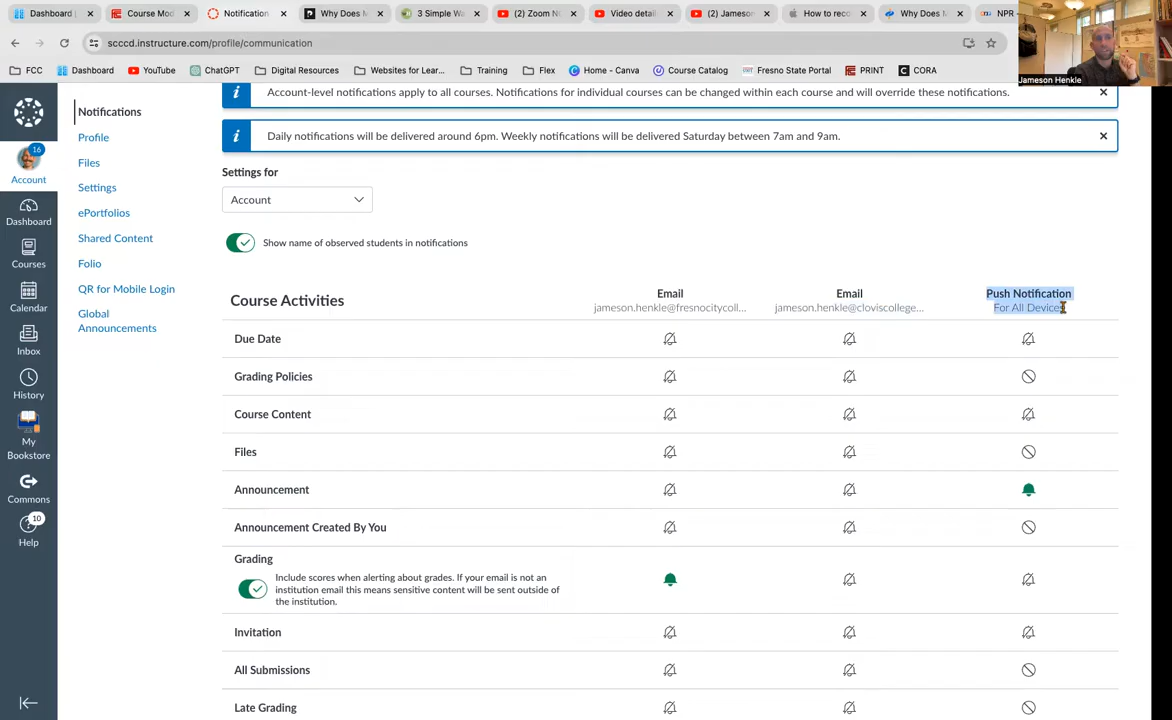 Dashboard
Course Mod
Notification
Why Does M
3 Simple Wa
(2) Zoom N
Video detail
(2) Jameson
How to reco
Why Does M
NPR
scccd.instructure.com/profile/communication
FCC
Dashboard
YouTube
ChatGPT
Digital Resources
Websites for Lear...
Training
Flex
Home - Canva
Course Catalog
Fresno State Portal
PRINT
CORA
Jameson Henkle
16
Account
Dashboard
Courses
Calendar
Inbox
History
My
Bookstore
Commons
10
Help
Notifications
Profile
Files
Settings
ePortfolios
Shared Content
Folio
QR for Mobile Login
Global
Announcements
Account-level notifications apply to all courses. Notifications for individual courses can be changed within each course and will override these notifications.
Daily notifications will be delivered around 6pm. Weekly notifications will be delivered Saturday between 7am and 9am.
Settings for
Account
Show name of observed students in notifications
Course Activities
Email
jameson.henkle@fresnocitycoll...
Email
jameson.henkle@cloviscollege...
Push Notification
For All Devices
Due Date
Grading Policies
Course Content
Files
Announcement
Announcement Created By You
Grading
Include scores when alerting about grades. If your email is not an
institution email this means sensitive content will be sent outside of
the institution.
Invitation
All Submissions
Late Grading